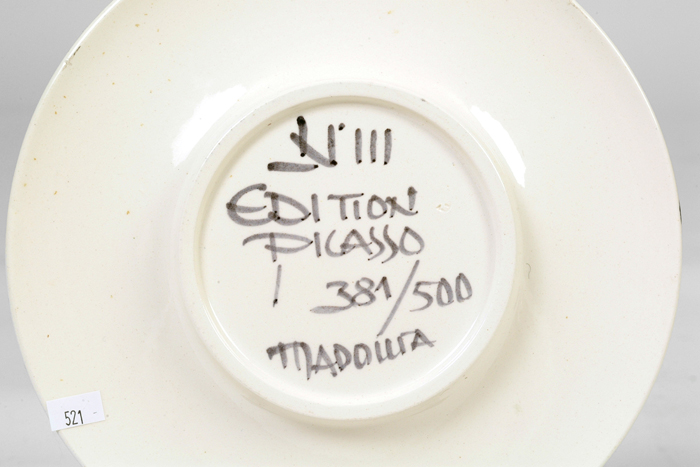 N° 111
EDITION
PICASSO
381/500
MADOURA
521